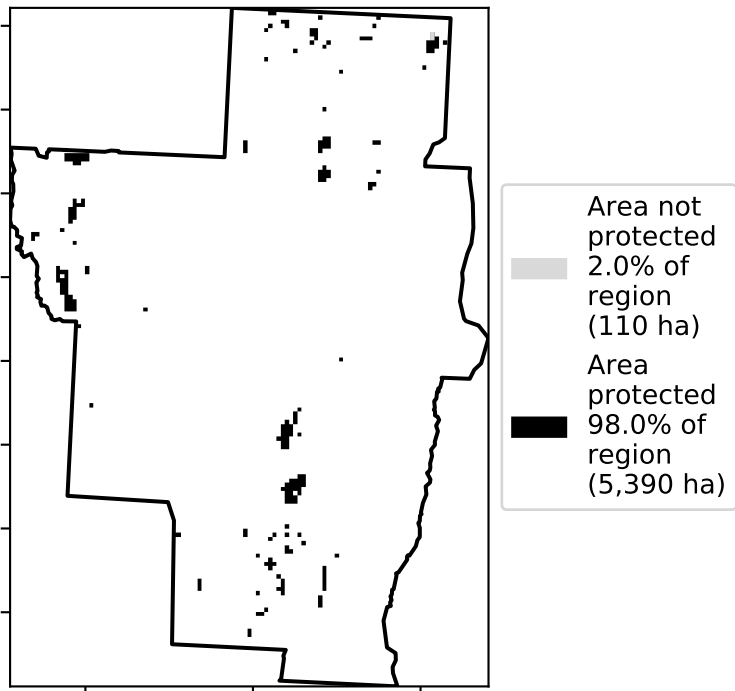 Area not
protected
2.0% of
region
(110 ha)
Area
protected
98.0% of
region
(5,390 ha)